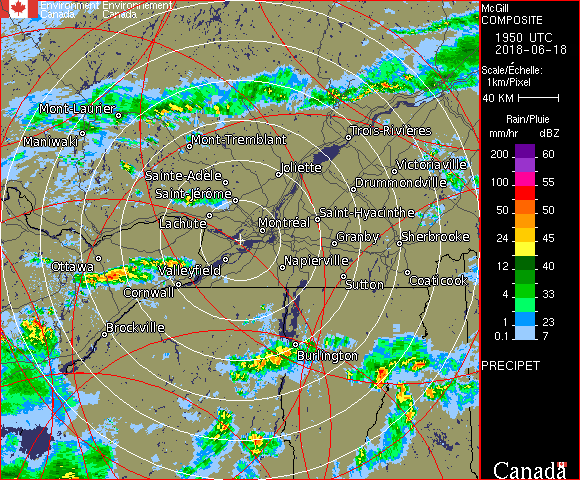 Environment Environnement
Canada Canada
McGill
COMPOSITE
1950 UTC
2018-06-18
Scale/Échelle:
1km/Pixel
40 KM
Rain/Pluie
mm/hr dBZ
200 60
150 57
100 55
50 50
24 45
12 40
4 33
1 23
0.1 7
PRECIPET
Canada
Mont-Laurier
Maniwaki
Mont-Tremblant
Trois-Rivières
Sainte-Adèle
Joliette
Victoriaville
Saint-Jérôme
Drummondville
Lachute
Montréal
Saint-Hyacinthe
Granby
Sherbrooke
Ottawa
Valleyfield
Napierville
Cornwall
Sutton
Coaticook
Brockville
Burlington